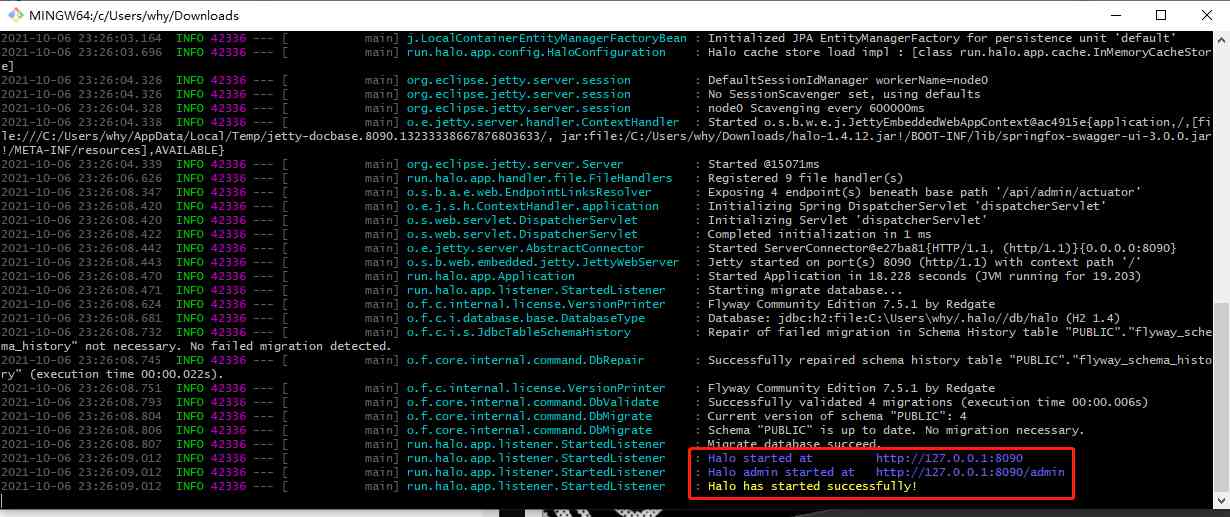 MINGW64:/c/Users/why/Downloads
2021-10-06 23:26:03.164  INFO 42336 --- [           main] j.LocalContainerEntityManagerFactoryBean : Initialized JPA EntityManagerFactory for persistence unit 'default'
2021-10-06 23:26:03.696  INFO 42336 --- [           main] run.halo.app.config.HaloConfiguration    : Halo cache store load impl : [class run.halo.app.cache.InMemoryCacheStor
e]
2021-10-06 23:26:04.326  INFO 42336 --- [           main] org.eclipse.jetty.server.session         : DefaultSessionIdManager workerName=node0
2021-10-06 23:26:04.326  INFO 42336 --- [           main] org.eclipse.jetty.server.session         : No SessionScavenger set, using defaults
2021-10-06 23:26:04.328  INFO 42336 --- [           main] org.eclipse.jetty.server.session         : node0 Scavenging every 600000ms
2021-10-06 23:26:04.338  INFO 42336 --- [           main] o.e.jetty.server.handler.ContextHandler  : Started o.s.b.w.e.j.JettyEmbeddedWebAppContext@ac4915e{application,/,[fi
le:///C:/Users/why/AppData/Local/Temp/jetty-docbase.8090.13233338667876803633/, jar:file:/C:/Users/why/Downloads/halo-1.4.12.jar!/BOOT-INF/lib/springfox-swagger-ui-3.0.0.jar
!/META-INF/resources],AVAILABLE}
2021-10-06 23:26:04.339  INFO 42336 --- [           main] org.eclipse.jetty.server.Server          : Started @15071ms
2021-10-06 23:26:06.626  INFO 42336 --- [           main] run.halo.app.handler.file.FileHandlers   : Registered 9 file handler(s)
2021-10-06 23:26:08.347  INFO 42336 --- [           main] o.s.b.a.e.web.EndpointLinksResolver      : Exposing 4 endpoint(s) beneath base path '/api/admin/actuator'
2021-10-06 23:26:08.420  INFO 42336 --- [           main] o.e.j.s.h.ContextHandler.application     : Initializing Spring DispatcherServlet 'dispatcherServlet'
2021-10-06 23:26:08.420  INFO 42336 --- [           main] o.s.web.servlet.DispatcherServlet        : Initializing Servlet 'dispatcherServlet'
2021-10-06 23:26:08.422  INFO 42336 --- [           main] o.s.web.servlet.DispatcherServlet        : Completed initialization in 1 ms
2021-10-06 23:26:08.442  INFO 42336 --- [           main] o.e.jetty.server.AbstractConnector       : Started ServerConnector@e27ba81{HTTP/1.1, (http/1.1)}{0.0.0.0:8090}
2021-10-06 23:26:08.443  INFO 42336 --- [           main] o.s.b.web.embedded.jetty.JettyWebServer  : Jetty started on port(s) 8090 (http/1.1) with context path '/'
2021-10-06 23:26:08.470  INFO 42336 --- [           main] run.halo.app.Application                 : Started Application in 18.228 seconds (JVM running for 19.203)
2021-10-06 23:26:08.471  INFO 42336 --- [           main] run.halo.app.listener.StartedListener    : Starting migrate database...
2021-10-06 23:26:08.624  INFO 42336 --- [           main] o.f.c.internal.license.VersionPrinter    : Flyway Community Edition 7.5.1 by Redgate
2021-10-06 23:26:08.681  INFO 42336 --- [           main] o.f.c.i.database.base.DatabaseType       : Database: jdbc:h2:file:C:\Users\why/.halo//db/halo (H2 1.4)
2021-10-06 23:26:08.732  INFO 42336 --- [           main] o.f.c.i.s.JdbcTableSchemaHistory         : Repair of failed migration in Schema History table "PUBLIC"."flyway_sche
ma_history" not necessary. No failed migration detected.
2021-10-06 23:26:08.745  INFO 42336 --- [           main] o.f.core.internal.command.DbRepair       : Successfully repaired schema history table "PUBLIC"."flyway_schema_histo
ry" (execution time 00:00.022s).
2021-10-06 23:26:08.751  INFO 42336 --- [           main] o.f.c.internal.license.VersionPrinter    : Flyway Community Edition 7.5.1 by Redgate
2021-10-06 23:26:08.793  INFO 42336 --- [           main] o.f.core.internal.command.DbValidate     : Successfully validated 4 migrations (execution time 00:00.006s)
2021-10-06 23:26:08.804  INFO 42336 --- [           main] o.f.core.internal.command.DbMigrate      : Current version of schema "PUBLIC": 4
2021-10-06 23:26:08.806  INFO 42336 --- [           main] o.f.core.internal.command.DbMigrate      : Schema "PUBLIC" is up to date. No migration necessary.
2021-10-06 23:26:08.807  INFO 42336 --- [           main] run.halo.app.listener.StartedListener    : Migrate database succeed.
2021-10-06 23:26:09.012  INFO 42336 --- [           main] run.halo.app.listener.StartedListener    : Halo started at         http://127.0.0.1:8090
2021-10-06 23:26:09.012  INFO 42336 --- [           main] run.halo.app.listener.StartedListener    : Halo admin started at   http://127.0.0.1:8090/admin
2021-10-06 23:26:09.012  INFO 42336 --- [           main] run.halo.app.listener.StartedListener    : Halo has started successfully!